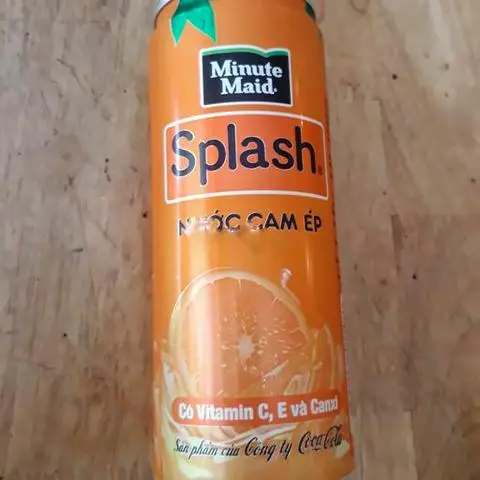 Minute
Maid
Splash
NƯỚC CAM ÉP
Có Vitamin C, E và Canxi
Sản phẩm của Công ty Coca-Cola